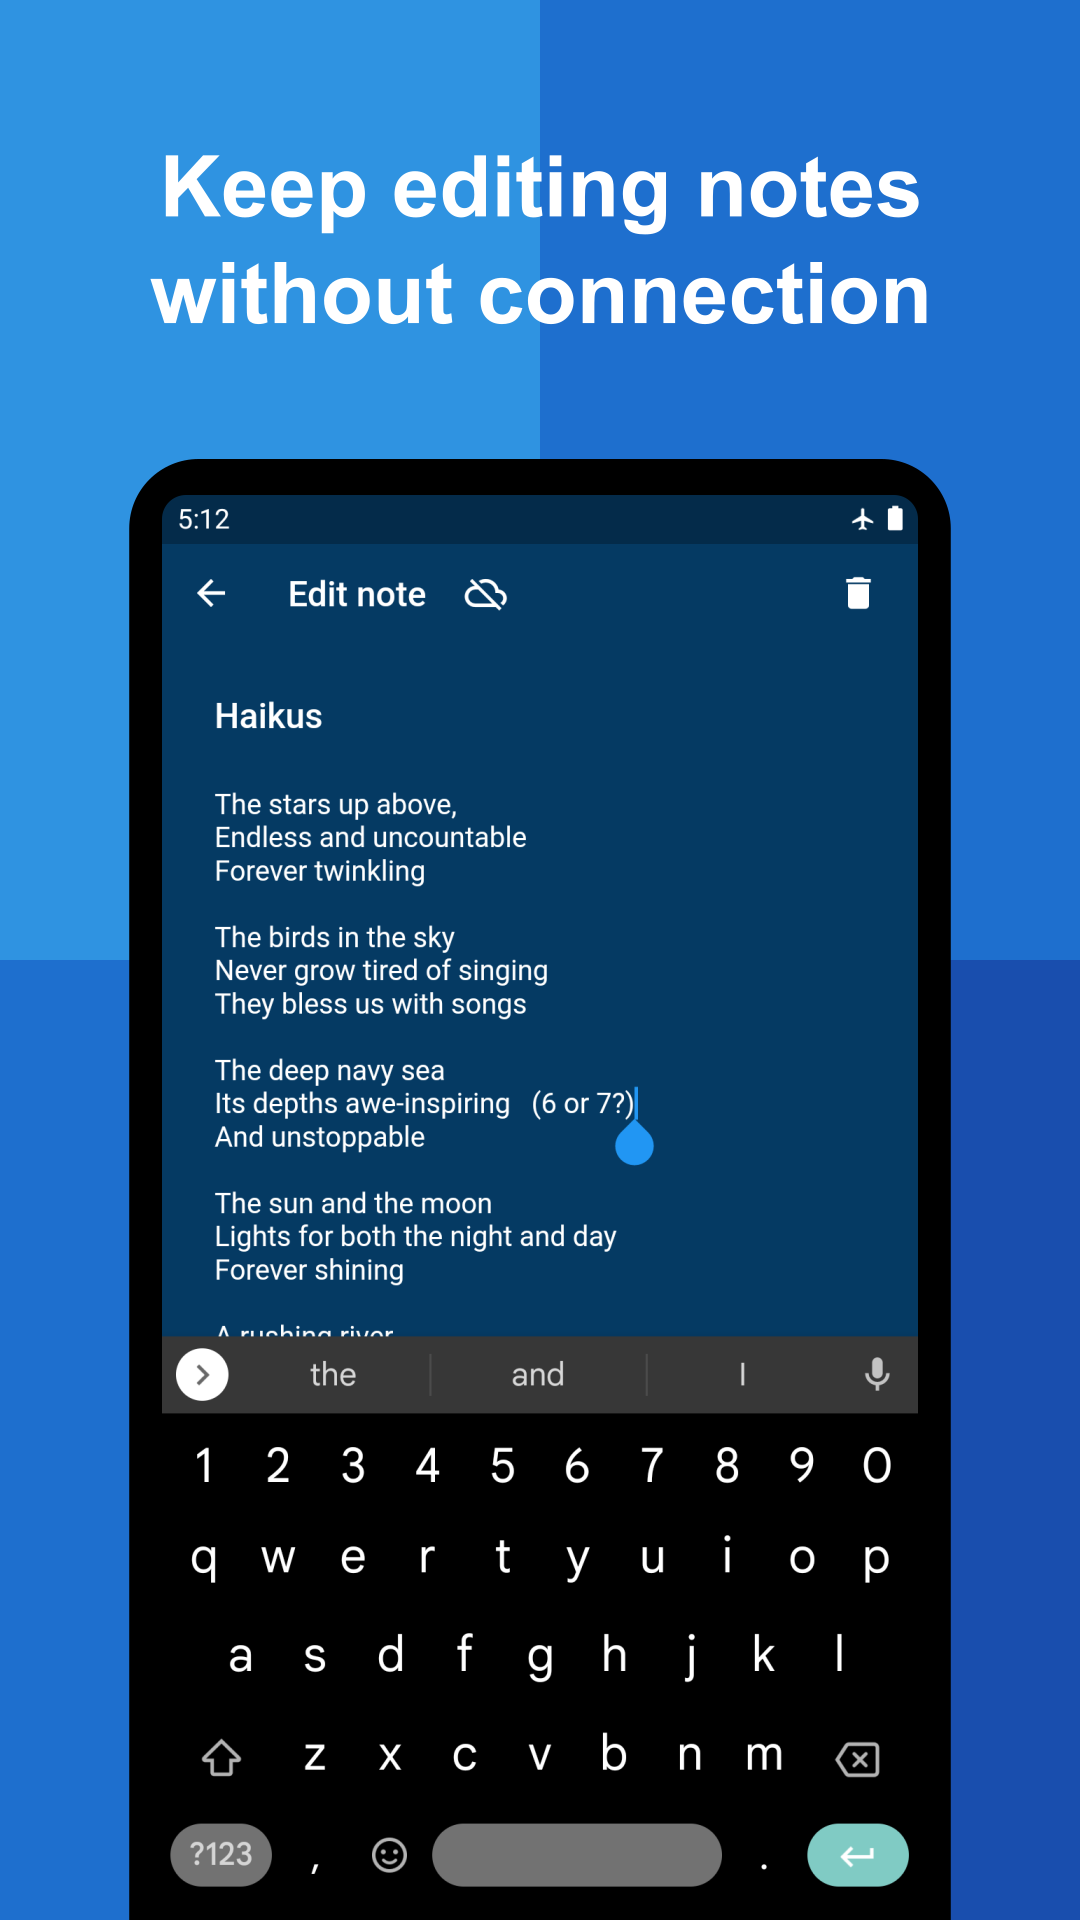 Keep editing notes
without connection
5:12
Edit note
Haikus
The stars up above,
Endless and uncountable
Forever twinkling
The birds in the sky
Never grow tired of singing
They bless us with songs
The deep navy sea
Its depths awe-inspiring   (6 or 7?)
And unstoppable
The sun and the moon
Lights for both the night and day
Forever shining
A rushing river
the and I
1 2 3 4 5 6 7 8 9 0
q w e r t y u i o p
a s d f g h j k l
z x c v b n m
?123 , .